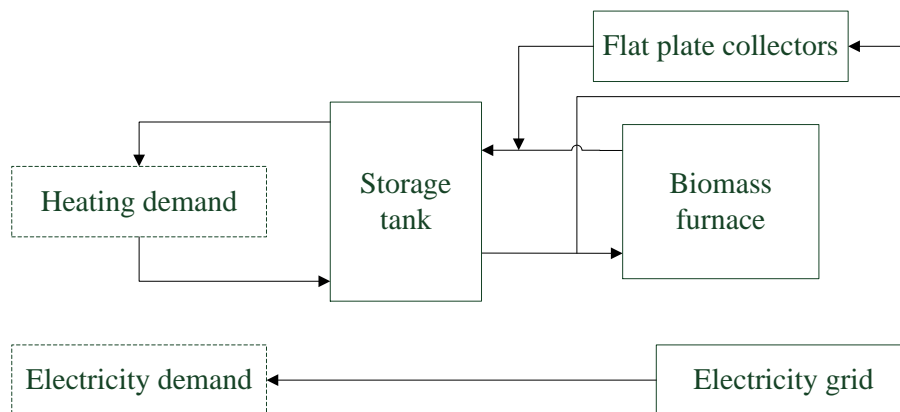 Flat plate collectors
Storage
tank
Biomass
furnace
Heating demand
Electricity demand
Electricity grid